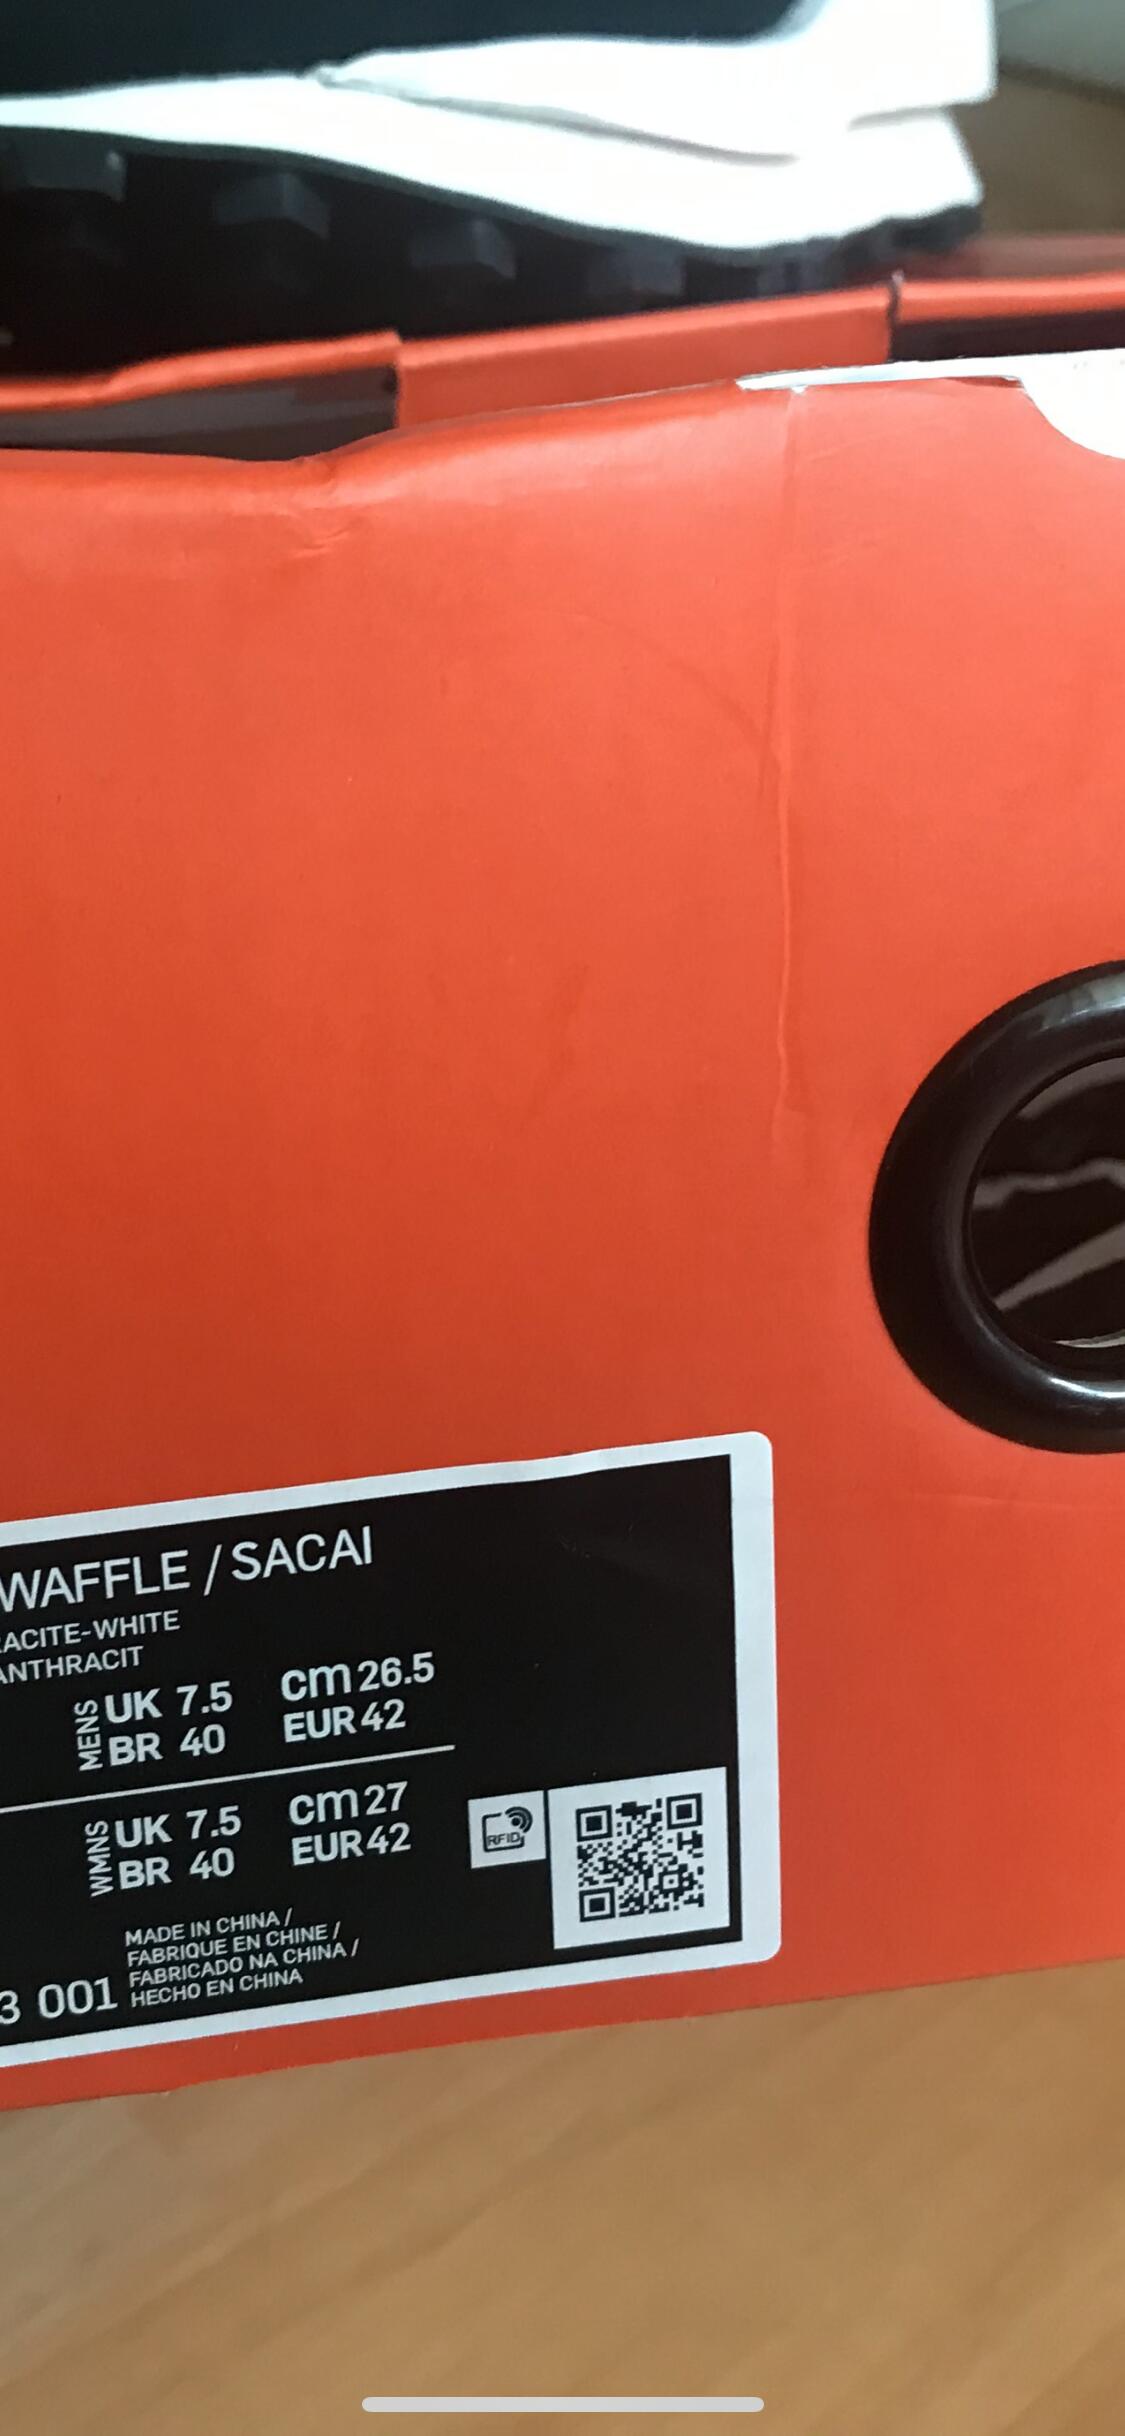 WAFFLE / SACAI
ACITE-WHITE
ANTHRACIT
MENS UK 7.5 cm 26.5
BR 40 EUR 42
WMNS UK 7.5 cm 27
BR 40 EUR 42
RFID
MADE IN CHINA /
FABRIQUE EN CHINE /
FABRICADO NA CHINA /
HECHO EN CHINA
3 001